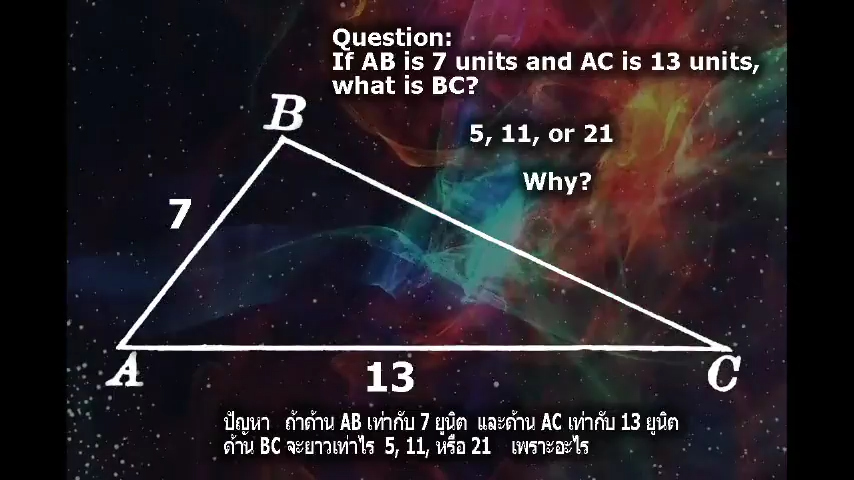 Question:
If AB is 7 units and AC is 13 units,
what is BC?
B
5, 11, or 21
Why?
7
A
13
C
ปัญหา ถ้าด้าน AB เท่ากับ 7 ยูนิต และด้าน AC เท่ากับ 13 ยูนิต
ด้าน BC จะยาวเท่าไร 5, 11, หรือ 21 เพราะอะไร